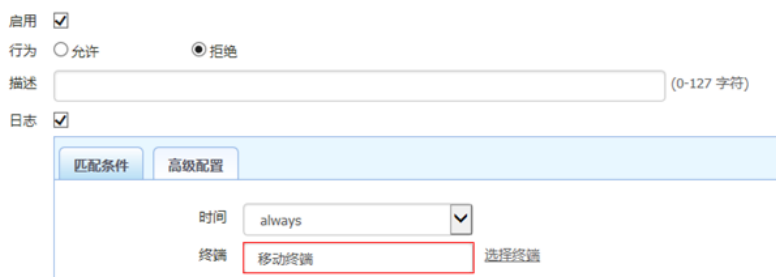 启用
行为 允许 拒绝
描述 (0-127 字符)
日志
匹配条件 高级配置
时间 always
终端 移动终端 选择终端